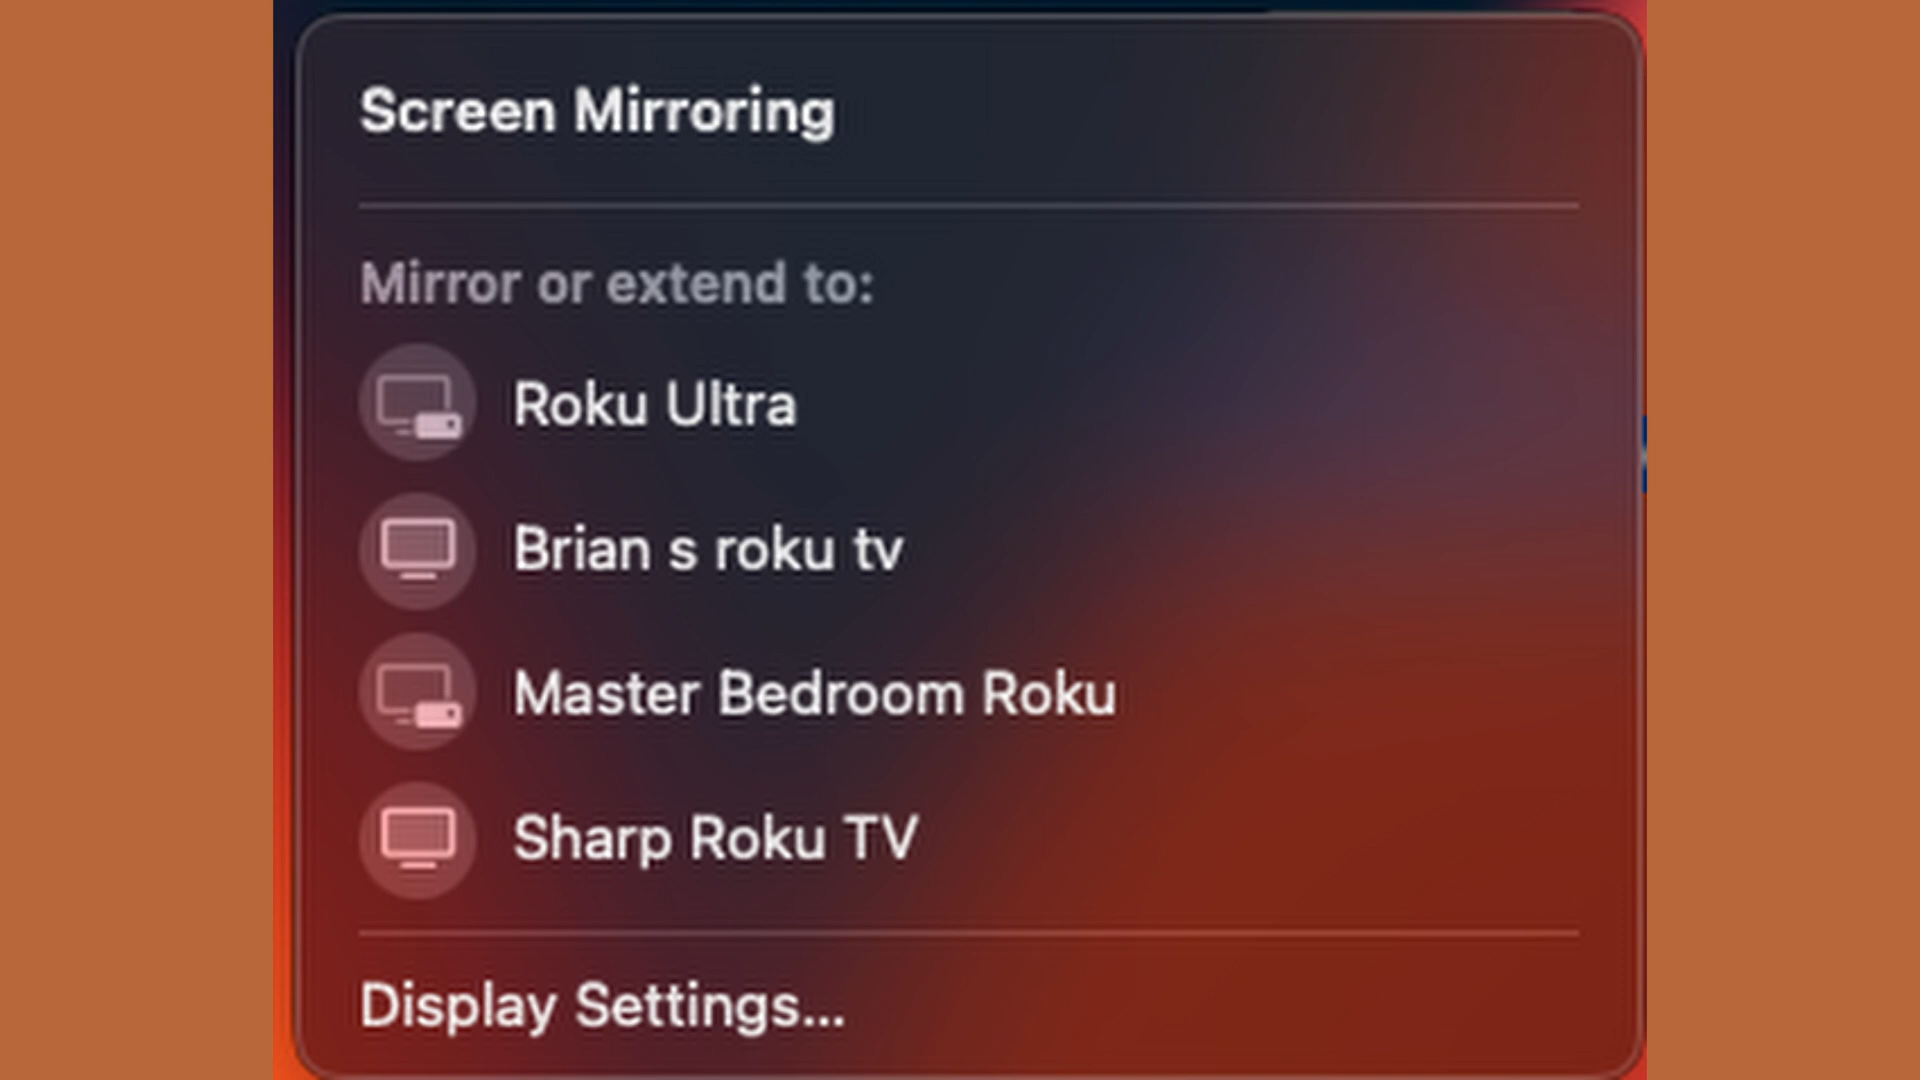 Screen Mirroring
Mirror or extend to:
Roku Ultra
Brian s roku tv
Master Bedroom Roku
Sharp Roku TV
Display Settings...